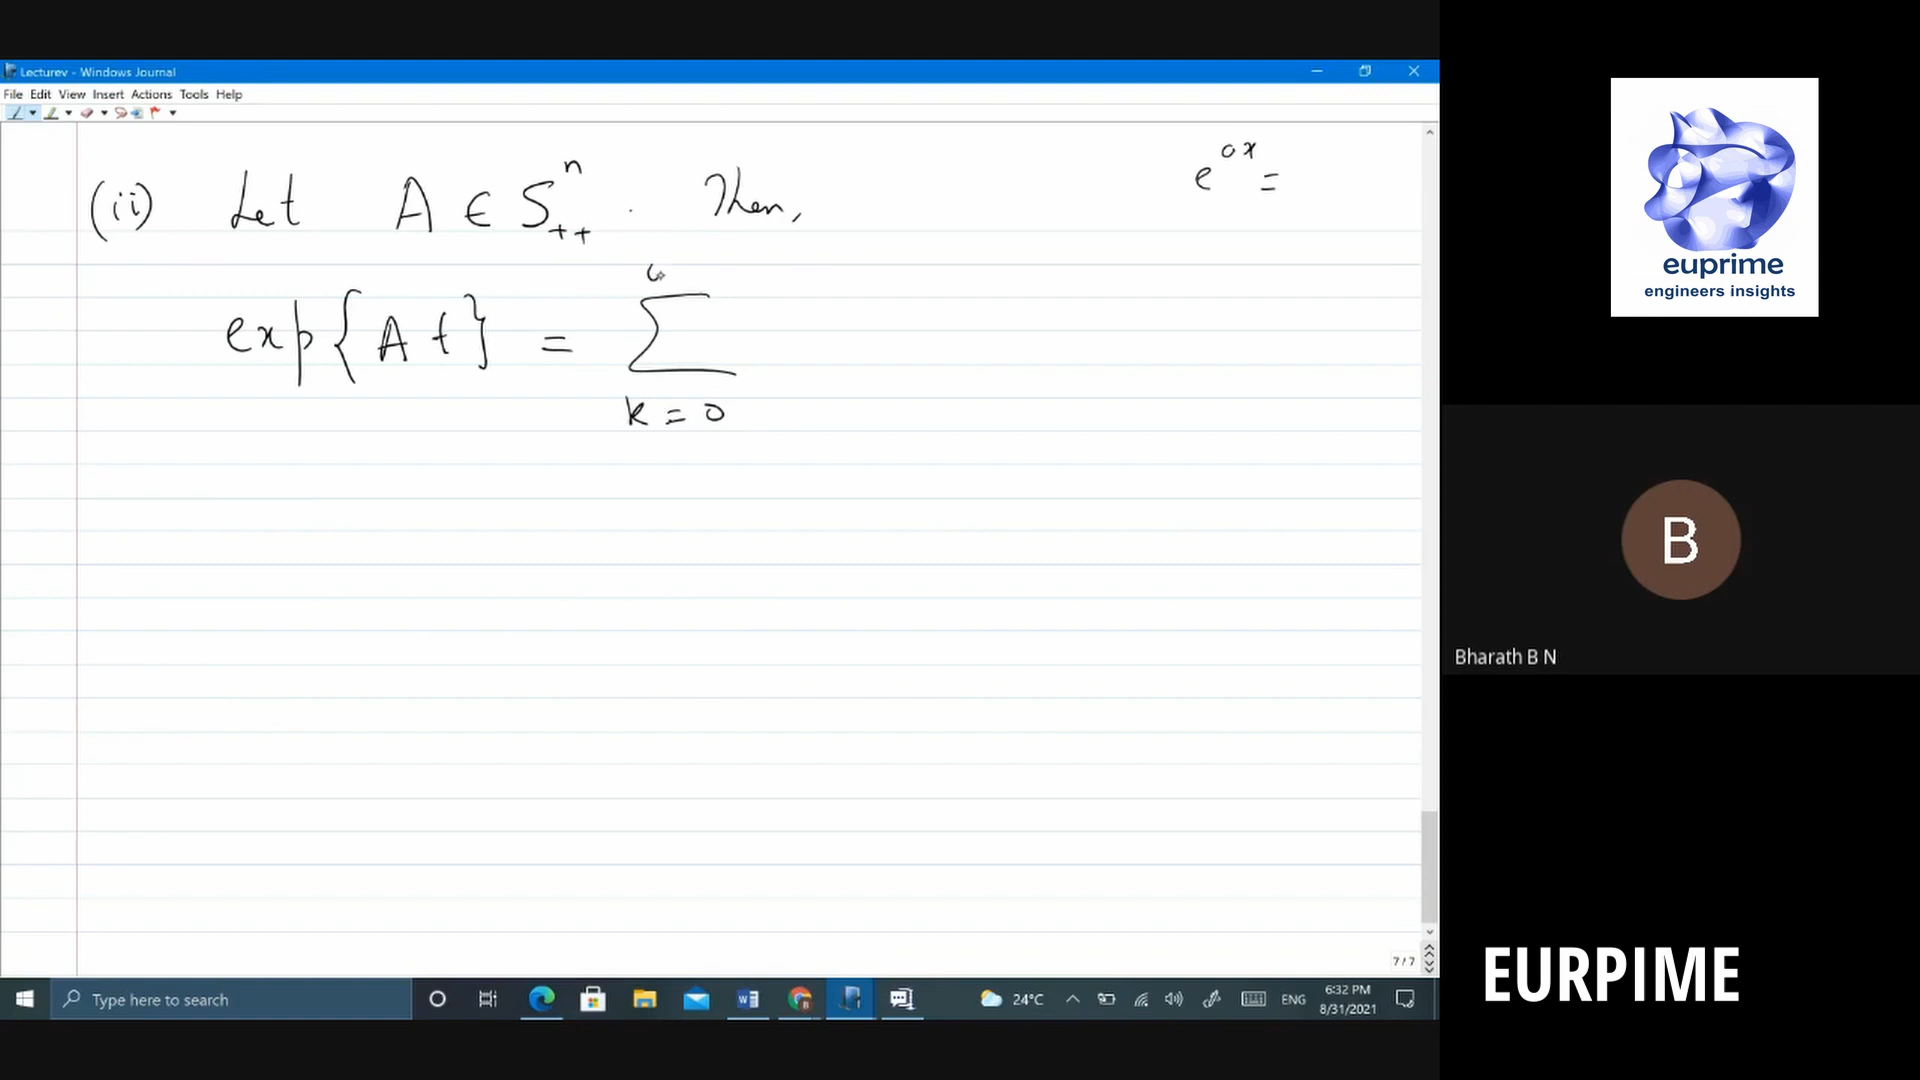 Lecturev - Windows Journal
File Edit View Insert Actions Tools Help
(ii) Let A ∈ S^n_{++} . Then,
e^{ax} =
exp{At} = ∑_{k=0}
7 / 7
Type here to search
24°C
ENG
6:32 PM
8/31/2021
euprime
engineers insights
B
Bharath B N
EURPIME